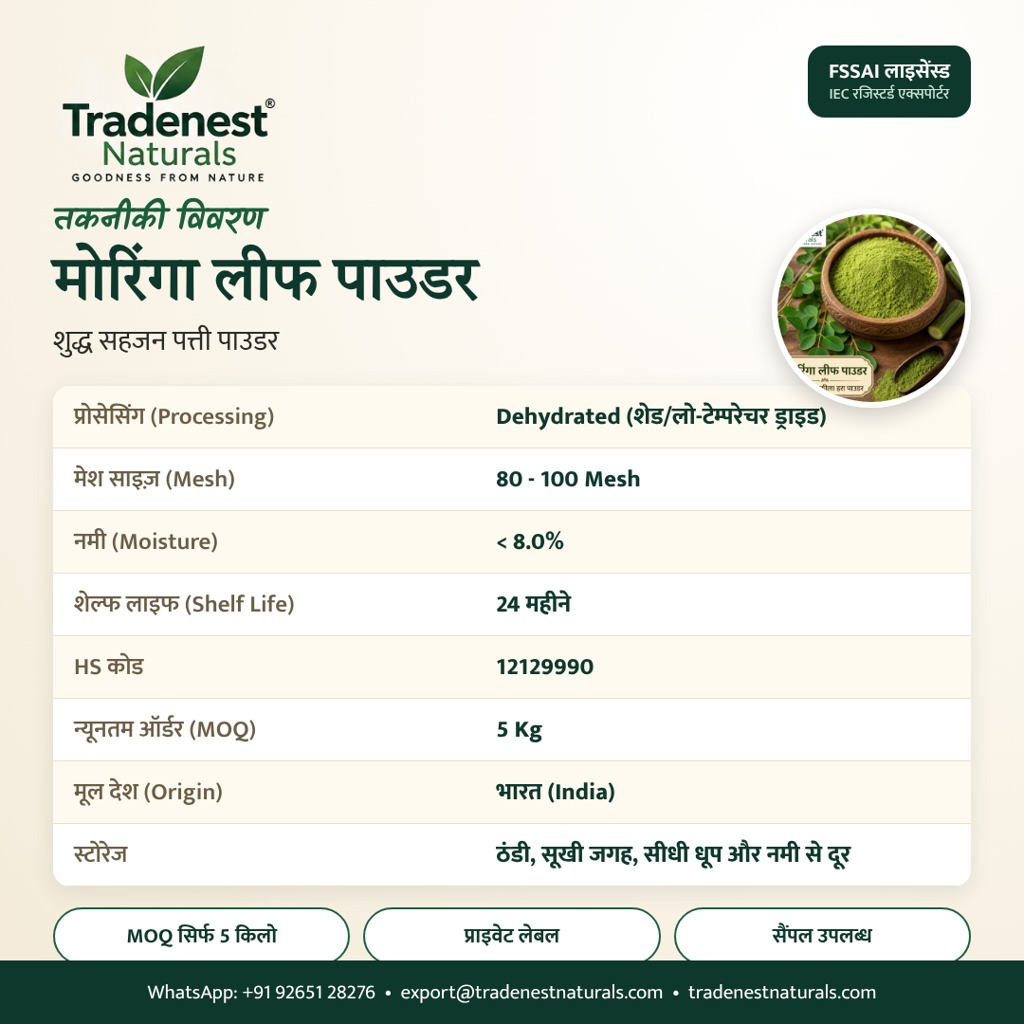 Tradenest®
Naturals
GOODNESS FROM NATURE
FSSAI लाइसेंस्ड
IEC रजिस्टर्ड एक्सपोर्टर
तकनीकी विवरण
मोरिंगा लीफ पाउडर
शुद्ध सहजन पत्ती पाउडर
रिंगा लीफ पाउडर
हरा पाउडर
प्रोसेसिंग (Processing) Dehydrated (शेड/लो-टेम्परेचर ड्राइड)
मेश साइज़ (Mesh) 80 - 100 Mesh
नमी (Moisture) < 8.0%
शेल्फ लाइफ (Shelf Life) 24 महीने
HS कोड 12129990
न्यूनतम ऑर्डर (MOQ) 5 Kg
मूल देश (Origin) भारत (India)
स्टोरेज ठंडी, सूखी जगह, सीधी धूप और नमी से दूर
MOQ सिर्फ 5 किलो
प्राइवेट लेबल
सैंपल उपलब्ध
WhatsApp: +91 92651 28276 • export@tradenestnaturals.com • tradenestnaturals.com